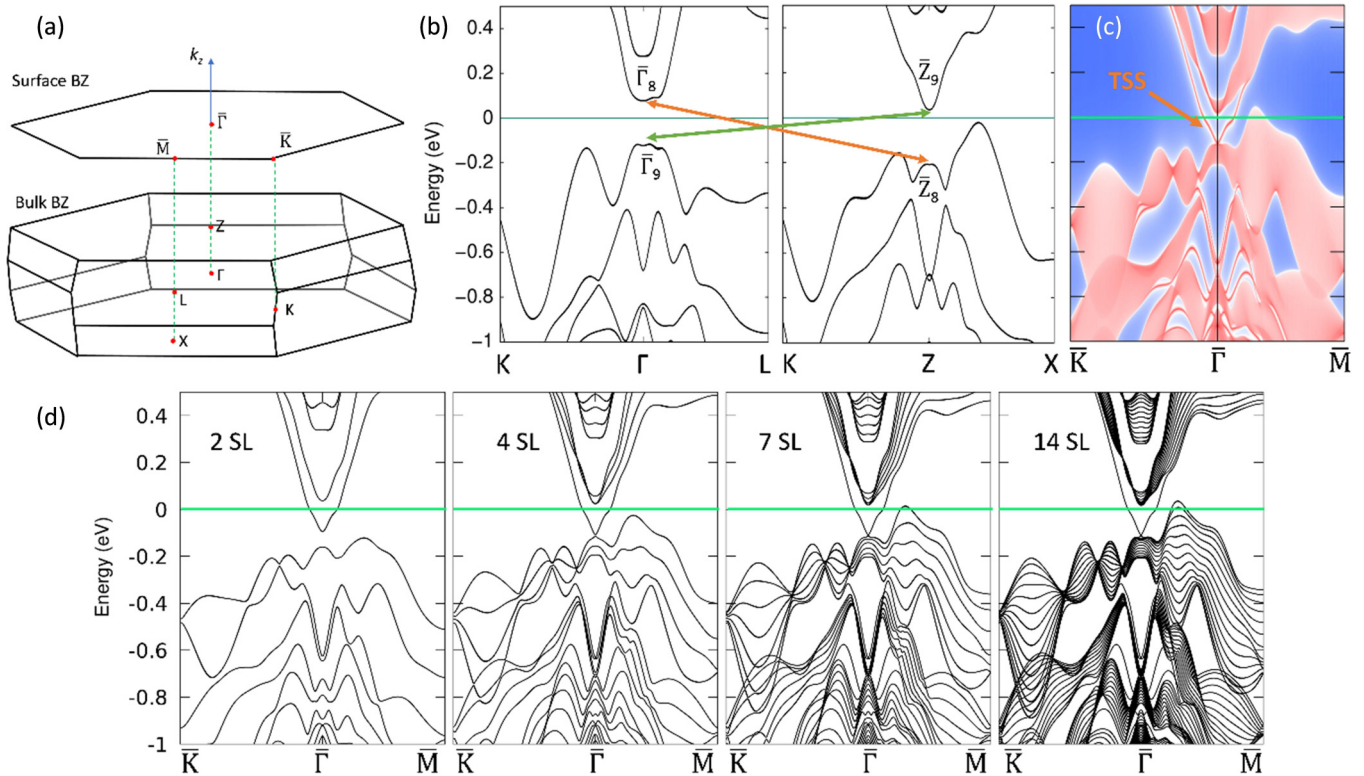 (a)
k_z
Surface BZ
Γ̅
M̅
K̅
Bulk BZ
Z
Γ
L
K
X
(b)
Energy (eV)
0.4
0.2
0
−0.2
−0.4
−0.6
−0.8
−1
Γ̅₈
Γ̅₉
Z̅₉
Z̅₈
K Γ L
K Z X
(c)
TSS
K̅ Γ̅ M̅
(d)
Energy (eV)
0.4
0.2
0
-0.2
-0.4
-0.6
-0.8
-1
2 SL
4 SL
7 SL
14 SL
K̅ Γ̅ M̅
K̅ Γ̅ M̅
K̅ Γ̅ M̅
K̅ Γ̅ M̅